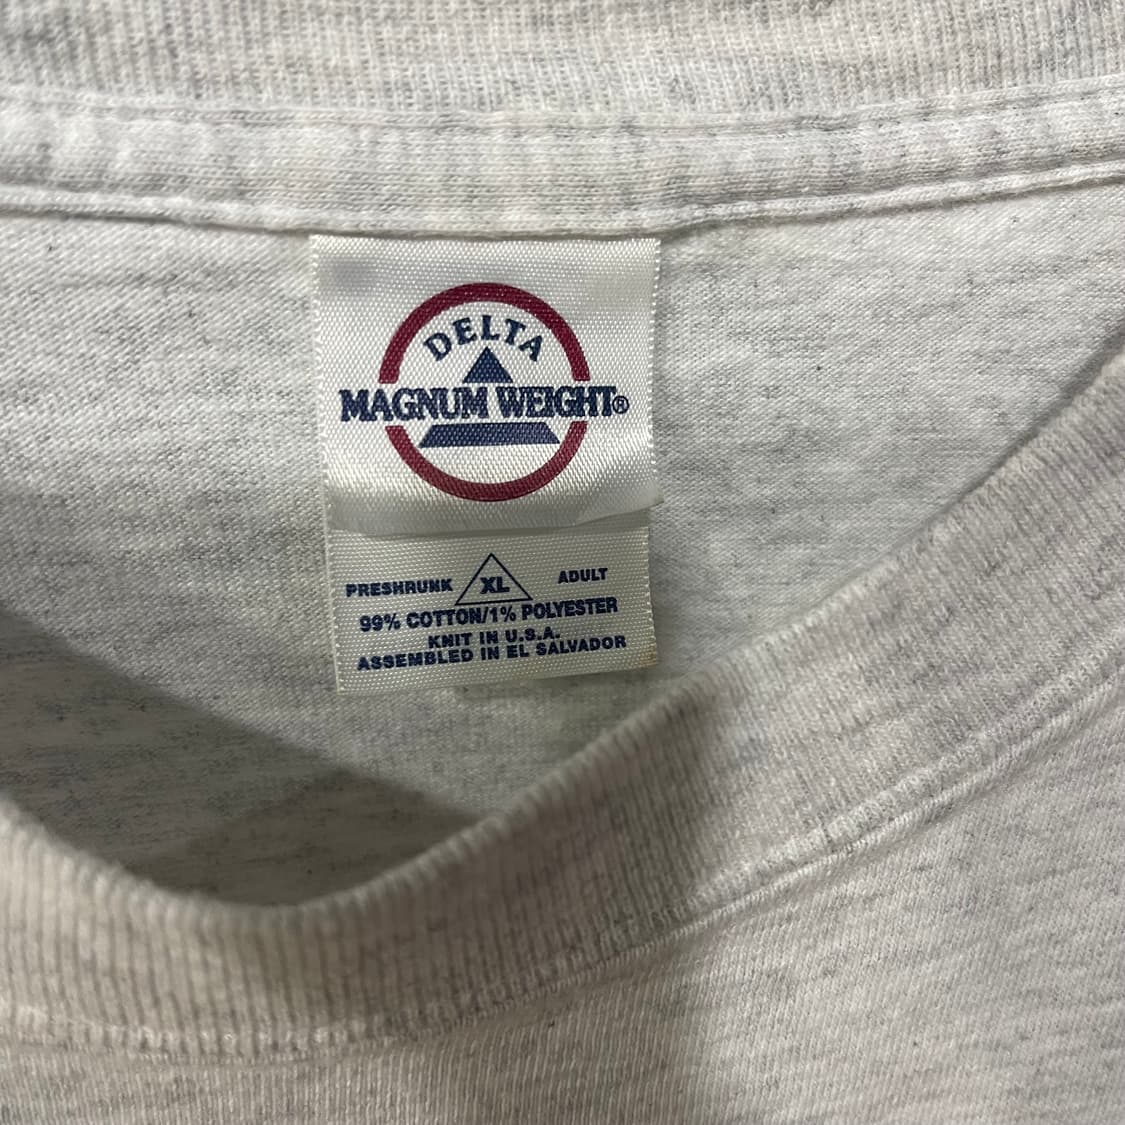 DELTA
MAGNUM WEIGHT®
PRESHRUNK XL ADULT
99% COTTON/1% POLYESTER
KNIT IN U.S.A.
ASSEMBLED IN EL SALVADOR